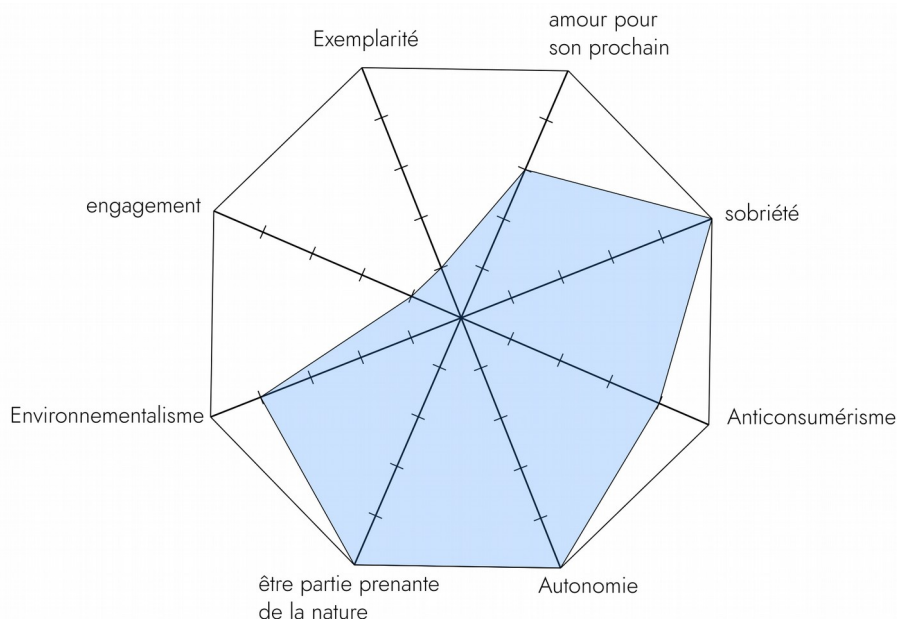 amour pour
son prochain
Exemplarité
engagement
sobriété
Environnementalisme
Anticonsumérisme
être partie prenante
de la nature
Autonomie